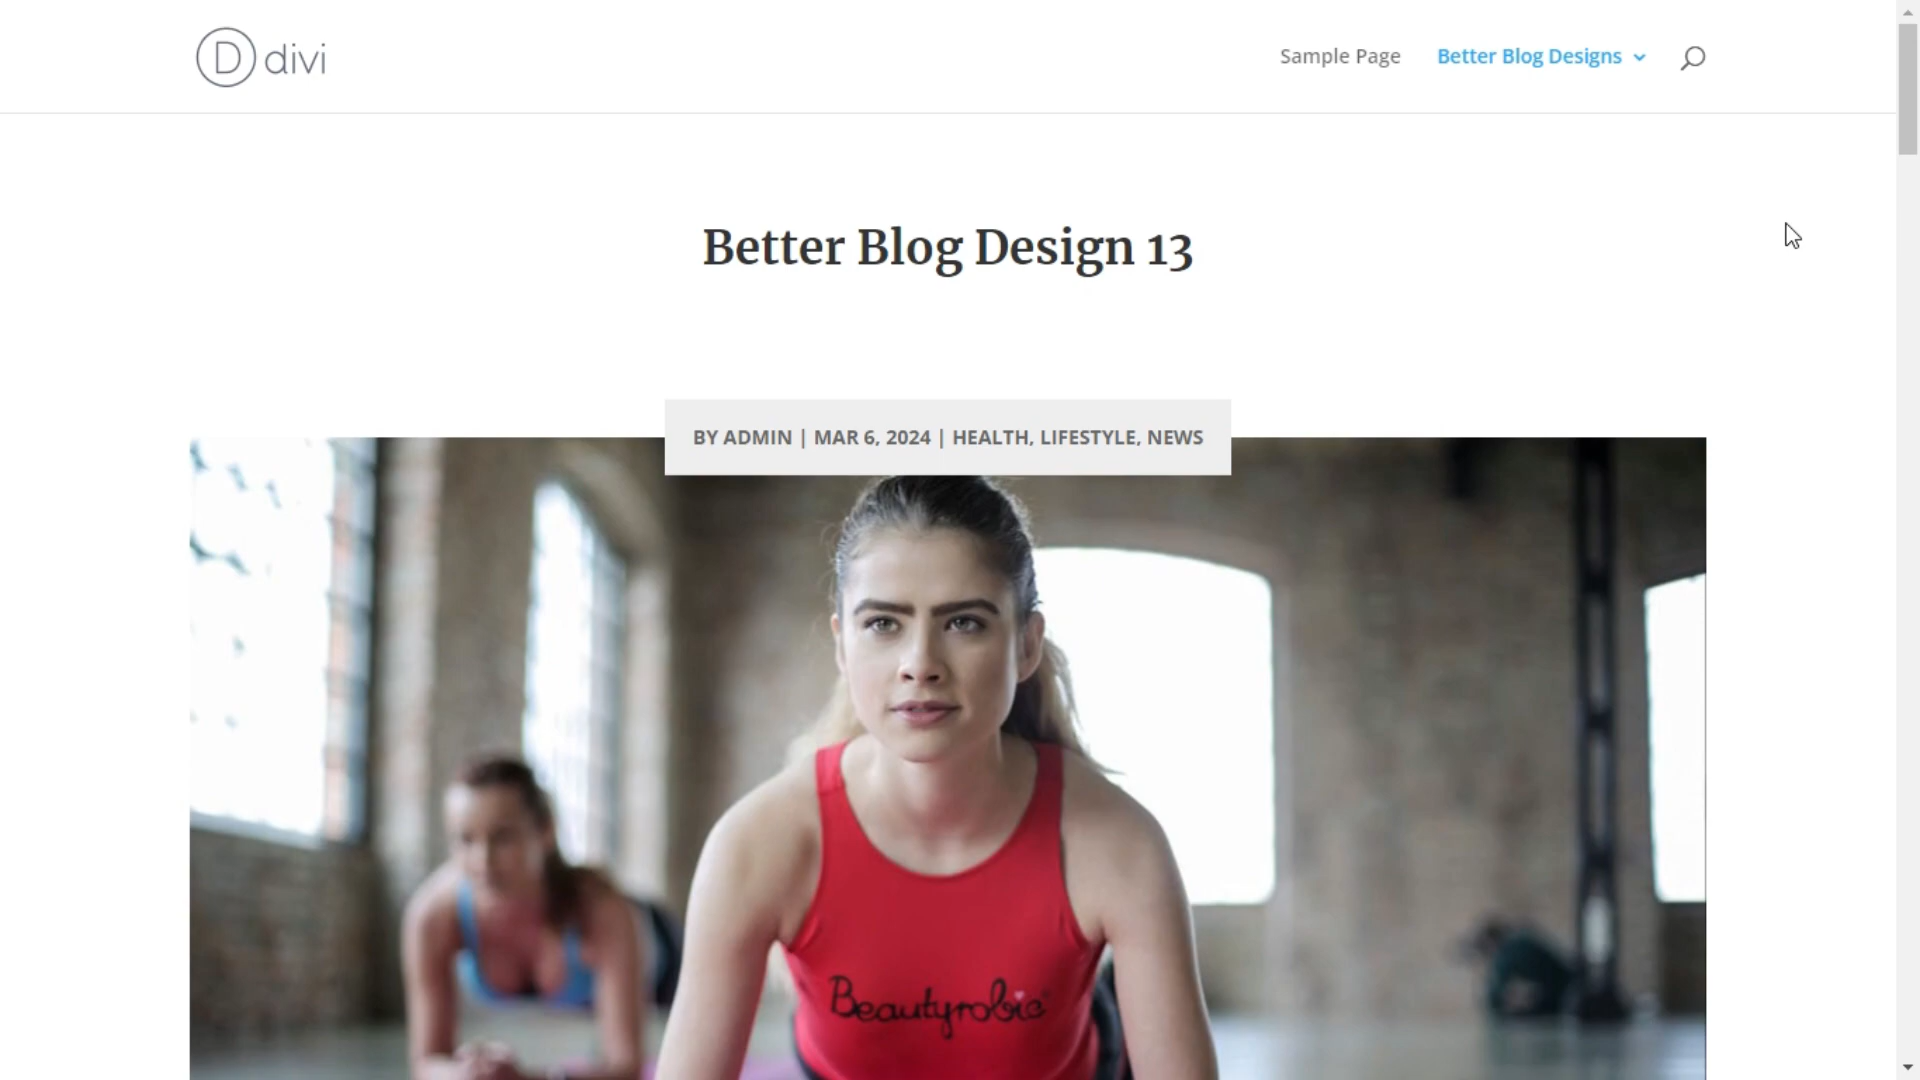 D divi
Sample Page
Better Blog Designs
Better Blog Design 13
BY ADMIN | MAR 6, 2024 | HEALTH, LIFESTYLE, NEWS
Beautyrobic